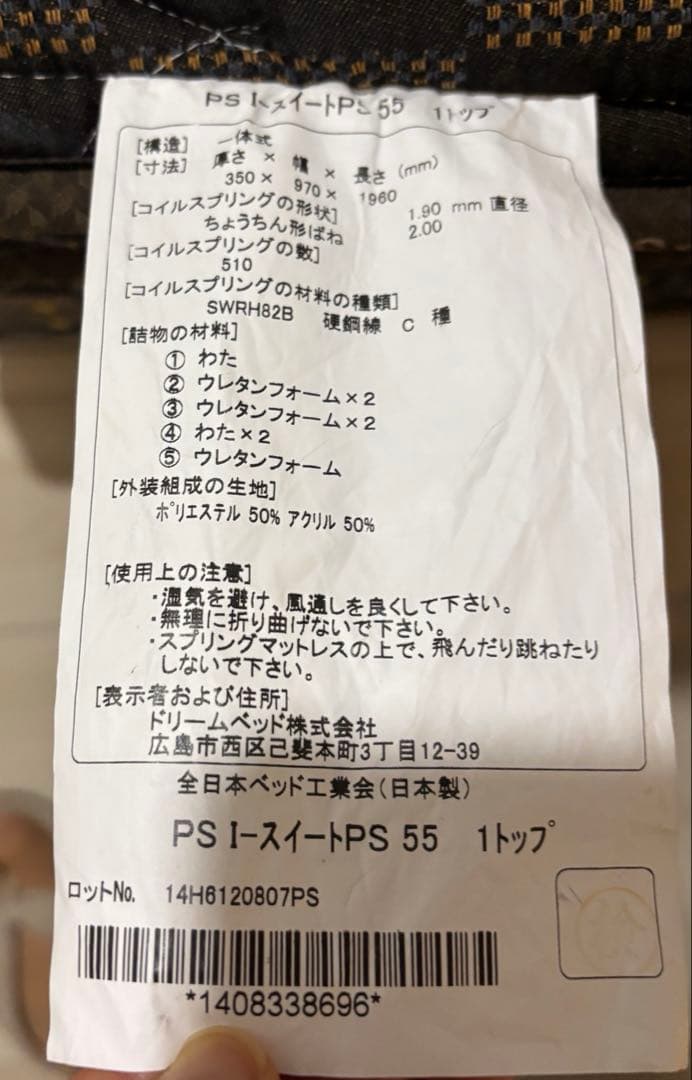 PS Iースイート PS 55 1トップ
[構造] 一体式
[寸法] 厚さ × 幅 × 長さ (mm)
350 × 970 × 1960
[コイルスプリングの形状] 1.90 mm 直径
ちょうちん形ばね 2.00
[コイルスプリングの数]
510
[コイルスプリングの材料の種類]
SWRH82B 硬鋼線 C 種
[詰物の材料]
① わた
② ウレタンフォーム×2
③ ウレタンフォーム×2
④ わた×2
⑤ ウレタンフォーム
[外装組成の生地]
ポリエステル 50% アクリル 50%
[使用上の注意]
・湿気を避け、風通しを良くして下さい。
・無理に折り曲げないで下さい。
・スプリングマットレスの上で、飛んだり跳ねたり
しないで下さい。
[表示者および住所]
ドリームベッド株式会社
広島市西区己斐本町3丁目12-39
全日本ベッド工業会(日本製)
PS IースイートPS 55 1トップ
ロットNo. 14H6120807PS
*1408338696*